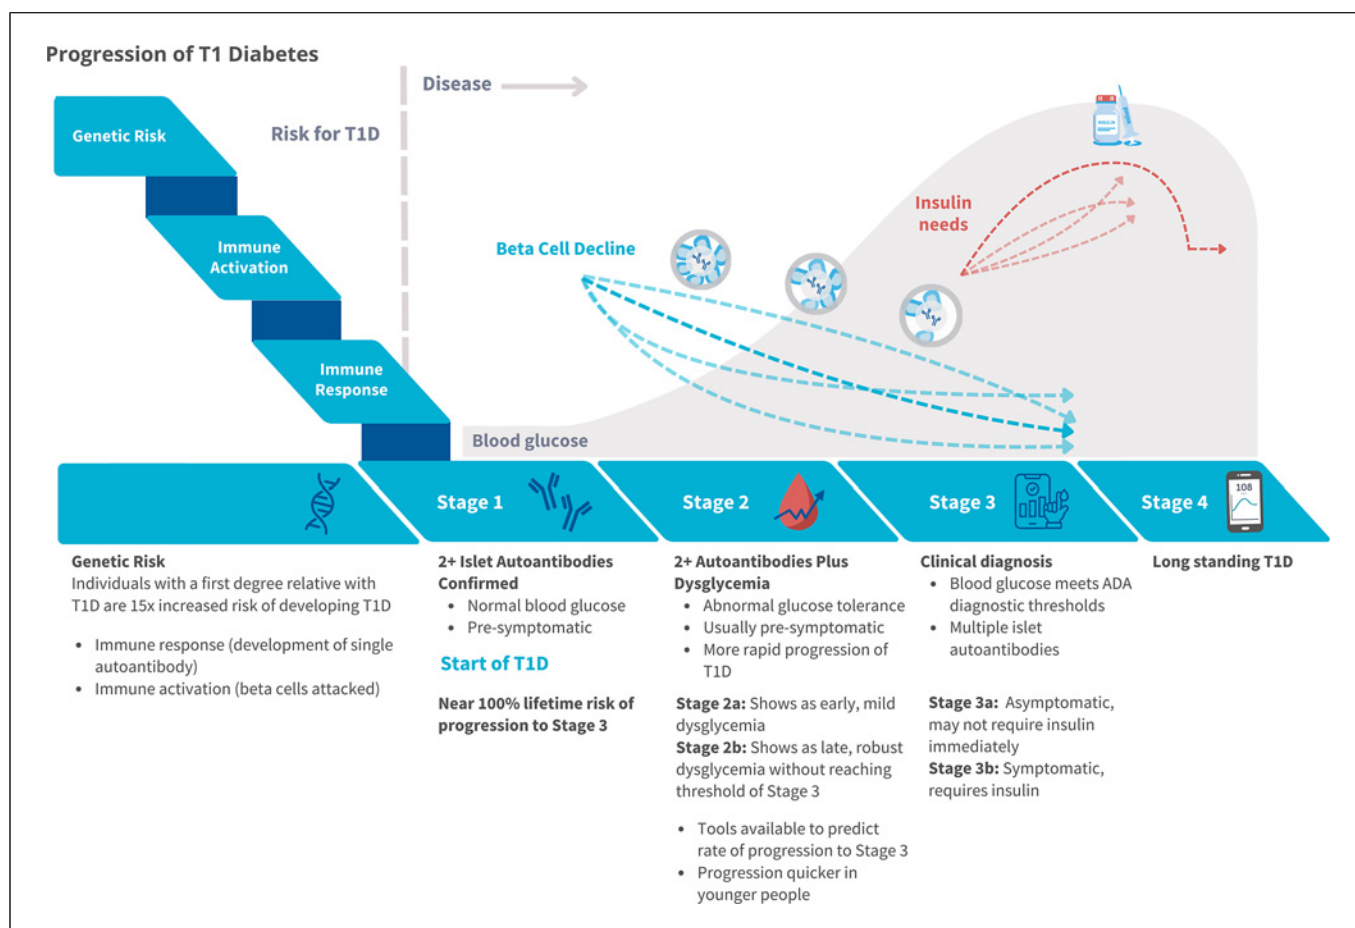 Progression of T1 Diabetes
Disease
Risk for T1D
Genetic Risk
Immune
Activation
Immune
Response
Beta Cell Decline
Insulin
needs
INSULIN
Blood glucose
Stage 1
Stage 2
Stage 3
Stage 4
108
Genetic Risk
Individuals with a first degree relative with
T1D are 15x increased risk of developing T1D
• Immune response (development of single
autoantibody)
• Immune activation (beta cells attacked)
2+ Islet Autoantibodies
Confirmed
• Normal blood glucose
• Pre-symptomatic
Start of T1D
Near 100% lifetime risk of
progression to Stage 3
2+ Autoantibodies Plus
Dysglycemia
• Abnormal glucose tolerance
• Usually pre-symptomatic
• More rapid progression of
T1D
Stage 2a: Shows as early, mild
dysglycemia
Stage 2b: Shows as late, robust
dysglycemia without reaching
threshold of Stage 3
• Tools available to predict
rate of progression to Stage 3
• Progression quicker in
younger people
Clinical diagnosis
• Blood glucose meets ADA
diagnostic thresholds
• Multiple islet
autoantibodies
Stage 3a: Asymptomatic,
may not require insulin
immediately
Stage 3b: Symptomatic,
requires insulin
Long standing T1D